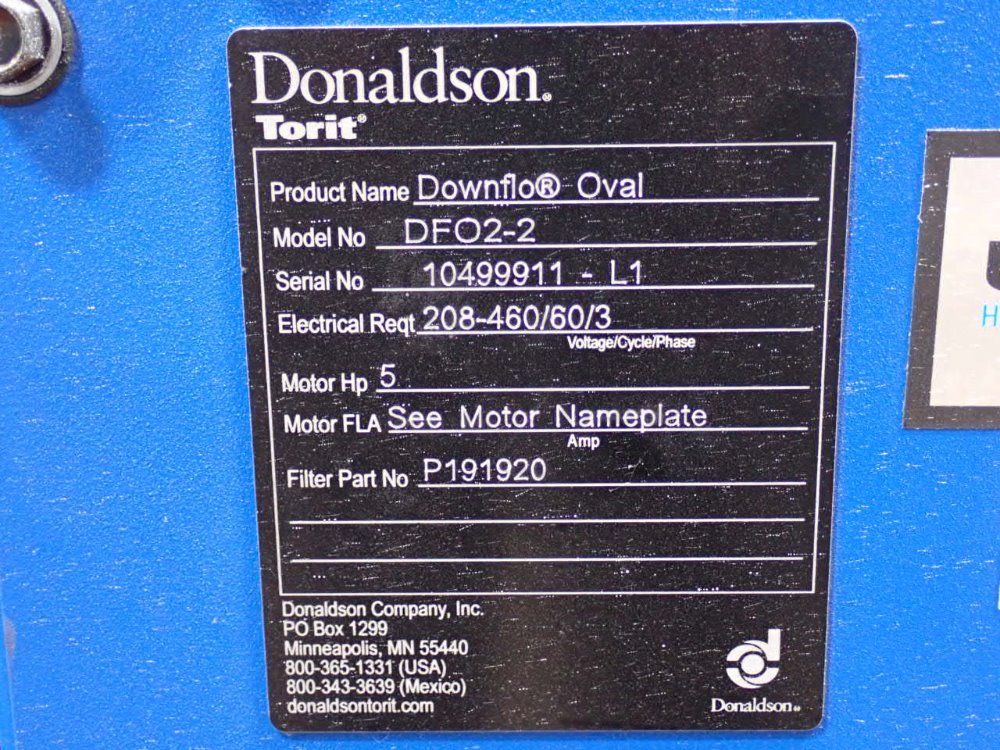 Donaldson®
Torit®
Product Name Downflo® Oval
Model No DFO2-2
Serial No 10499911 - L1
Electrical Reqt 208-460/60/3
Voltage/Cycle/Phase
Motor Hp 5
Motor FLA See Motor Nameplate
Amp
Filter Part No P191920
Donaldson Company, Inc.
PO Box 1299
Minneapolis, MN 55440
800-365-1331 (USA)
800-343-3639 (Mexico)
donaldsontorit.com
Donaldson
H